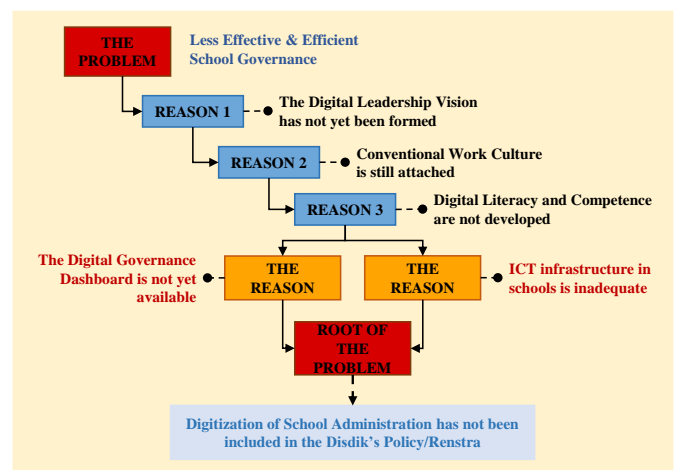 THE
PROBLEM
Less Effective & Efficient
School Governance
REASON 1
The Digital Leadership Vision
has not yet been formed
REASON 2
Conventional Work Culture
is still attached
REASON 3
Digital Literacy and Competence
are not developed
The Digital Governance
Dashboard is not yet
available
THE
REASON
THE
REASON
ICT infrastructure in
schools is inadequate
ROOT OF
THE
PROBLEM
Digitization of School Administration has not been
included in the Disdik’s Policy/Renstra